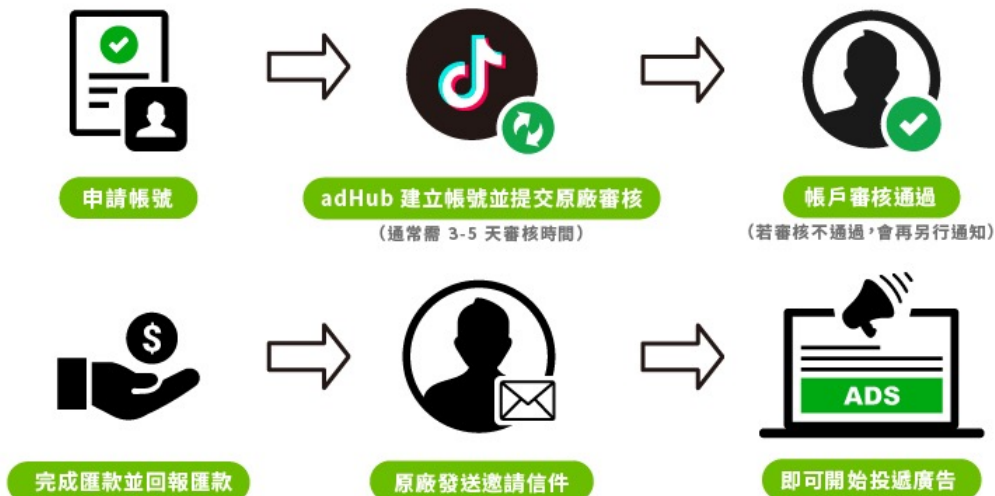 申請帳號
adHub 建立帳號並提交原廠審核
(通常需 3-5 天審核時間)
帳戶審核通過
(若審核不通過,會再另行通知)
$
ADS
完成匯款並回報匯款
原廠發送邀請信件
即可開始投遞廣告